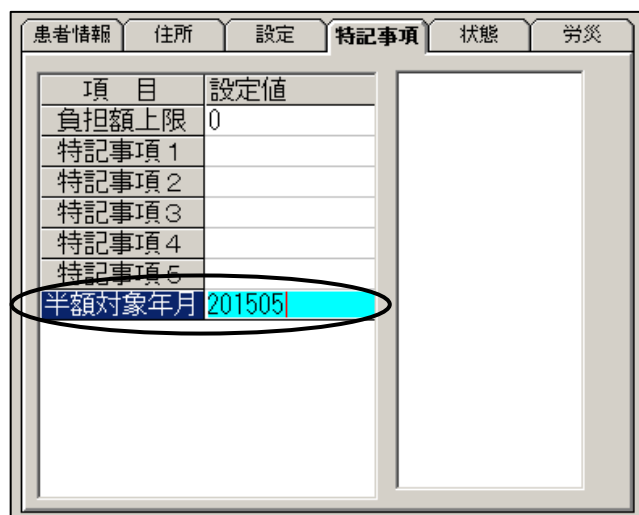 患者情報 住所 設定 特記事項 状態 労災
項　目 設定値
負担額上限 0
特記事項１
特記事項２
特記事項３
特記事項４
特記事項５
半額対象年月 201505